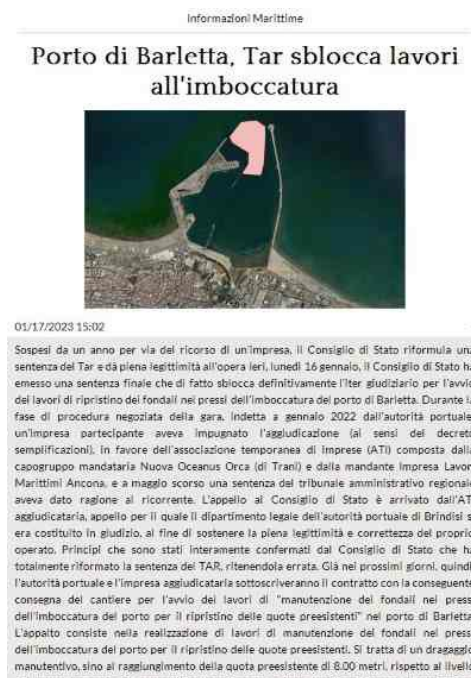 Informazioni Marittime
Porto di Barletta, Tar sblocca lavori
all'imboccatura
01/17/2023 15:02
Sospesi da un anno per via del ricorso di un'impresa, il Consiglio di Stato riformula una
sentenza del Tar e dà piena legittimità all'opera Ieri, lunedì 16 gennaio, il Consiglio di Stato ha
emesso una sentenza finale che di fatto sblocca definitivamente l'iter giudiziario per l'avvio
dei lavori di ripristino dei fondali nei pressi dell'imboccatura del porto di Barletta. Durante la
fase di procedura negoziata della gara, indetta a gennaio 2022 dall'autorità portuale,
un'impresa partecipante aveva impugnato l'aggiudicazione (ai sensi del decreto
semplificazioni), in favore dell'associazione temporanea di Imprese (ATI) composta dalla
capogruppo mandataria Nuova Oceanus Orca (di Trani) e dalla mandante Impresa Lavori
Marittimi Ancona, e a maggio scorso una sentenza del tribunale amministrativo regionale
aveva dato ragione al ricorrente. L'appello al Consiglio di Stato è arrivato dall'ATI
aggiudicataria, appello per il quale il dipartimento legale dell'autorità portuale di Brindisi si
era costituito in giudizio, al fine di sostenere la piena legittimità e correttezza del proprio
operato. Principi che sono stati interamente confermati dal Consiglio di Stato che ha
totalmente riformato la sentenza del TAR, ritenendola errata. Già nei prossimi giorni, quindi,
l'autorità portuale e l'impresa aggiudicataria sottoscriveranno il contratto con la conseguente
consegna del cantiere per l'avvio dei lavori di "manutenzione dei fondali nei pressi
dell'imboccatura del porto per il ripristino delle quote preesistenti" nel porto di Barletta.
L'appalto consiste nella realizzazione di lavori di manutenzione dei fondali nei pressi
dell'imboccatura del porto per il ripristino delle quote preesistenti. Si tratta di un dragaggio
manutentivo, sino al raggiungimento della quota preesistente di 8.00 metri, rispetto al livello